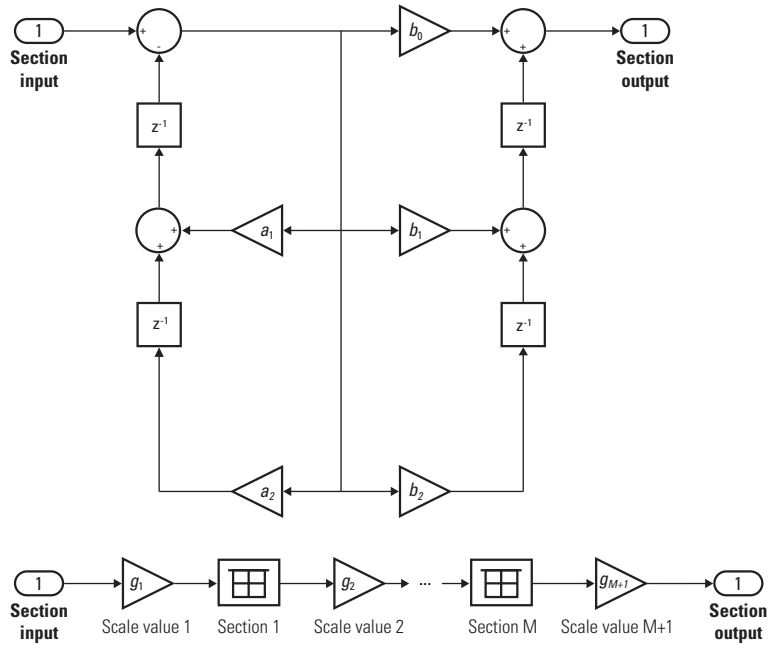 1
+
-
b0
+
+
1
Section
input
Section
output
z-1
z-1
+
+
a1
b1
+
+
z-1
z-1
a2
b2
1
g1
g2
...
gM+1
1
Section
input
Scale value 1
Section 1
Scale value 2
Section M
Scale value M+1
Section
output